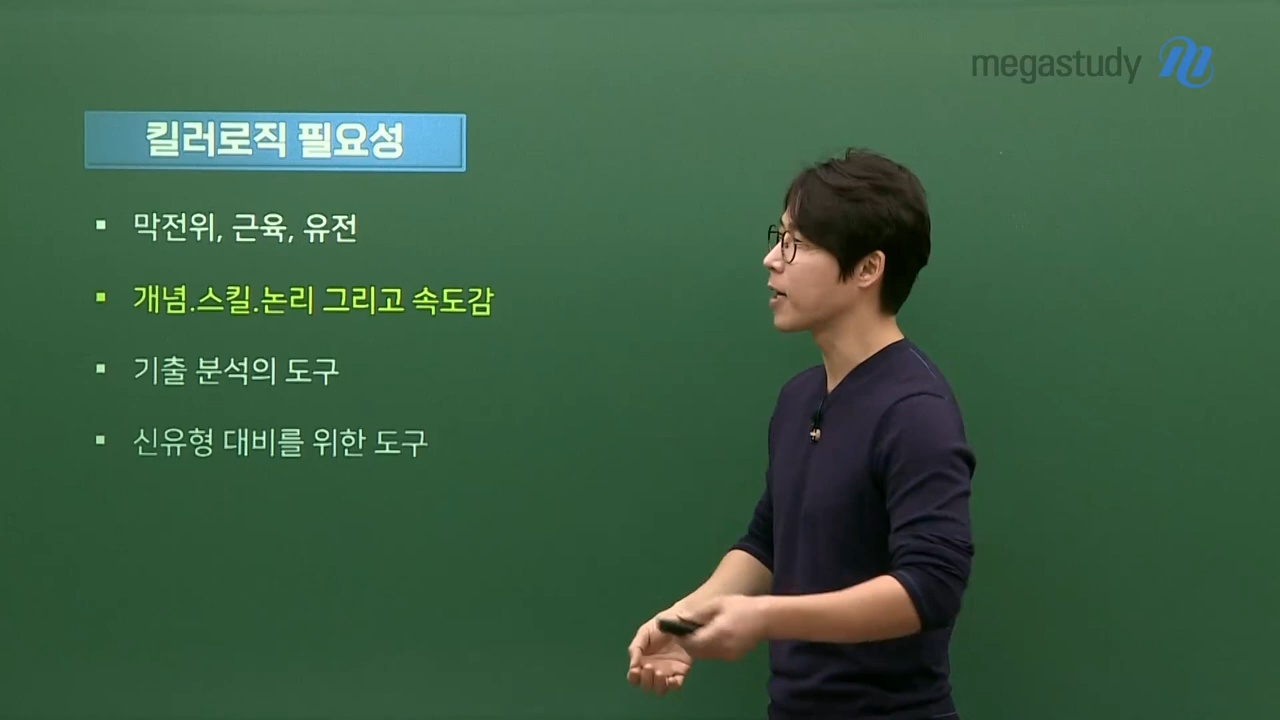 megastudy
킬러로직 필요성
막전위, 근육, 유전
개념.스킬.논리 그리고 속도감
기출 분석의 도구
신유형 대비를 위한 도구